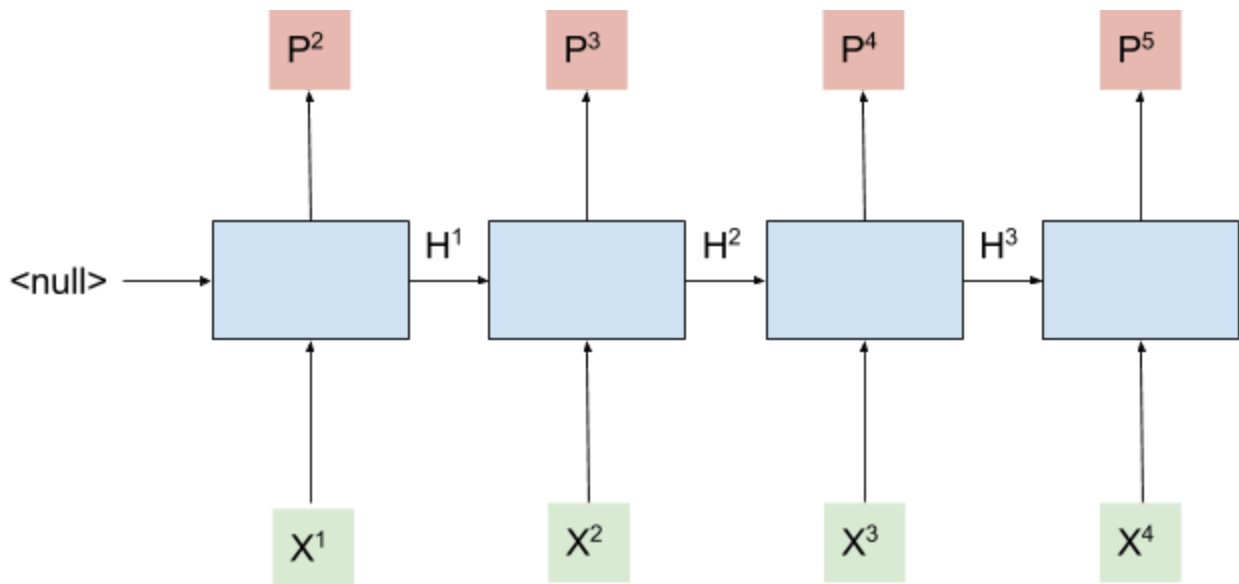 P² P³ P⁴ P⁵
H¹ H² H³
<null>
X¹ X² X³ X⁴